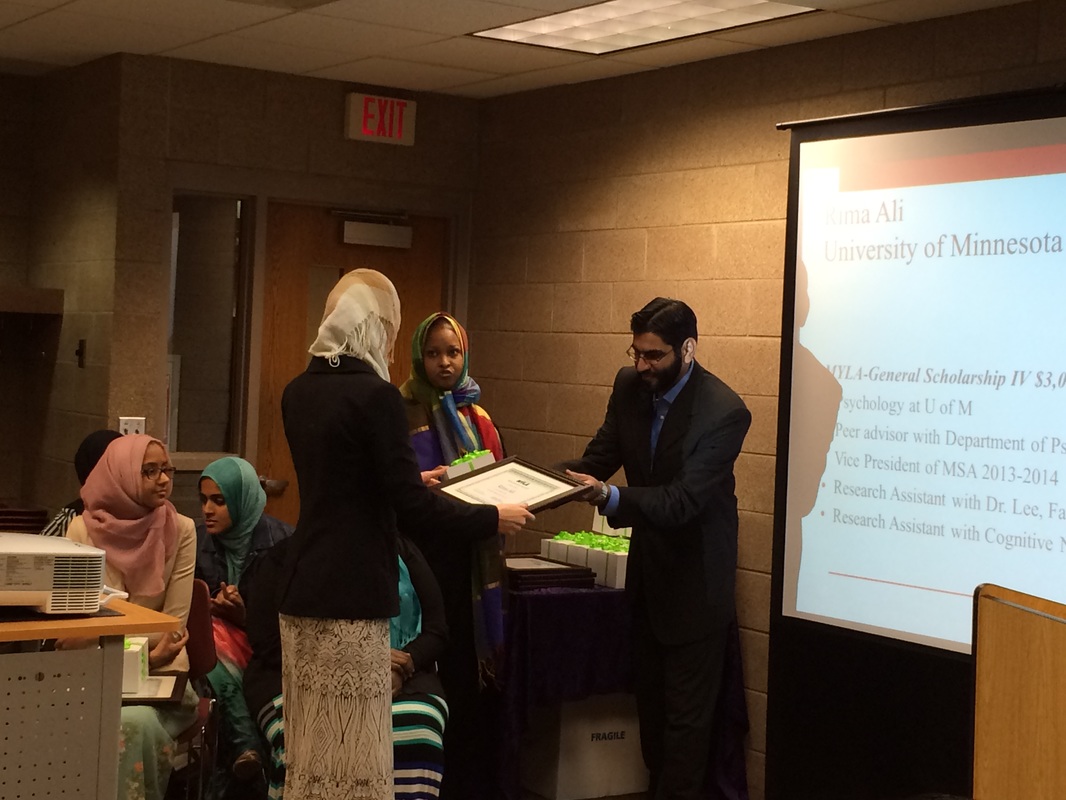 EXIT
Rima Ali
University of Minnesota
MYLA-General Scholarship IV $3,0
Psychology at U of M
Peer advisor with Department of Ps
Vice President of MSA 2013-2014
• Research Assistant with Dr. Lee, Fa
• Research Assistant with Cognitive N
FRAGILE